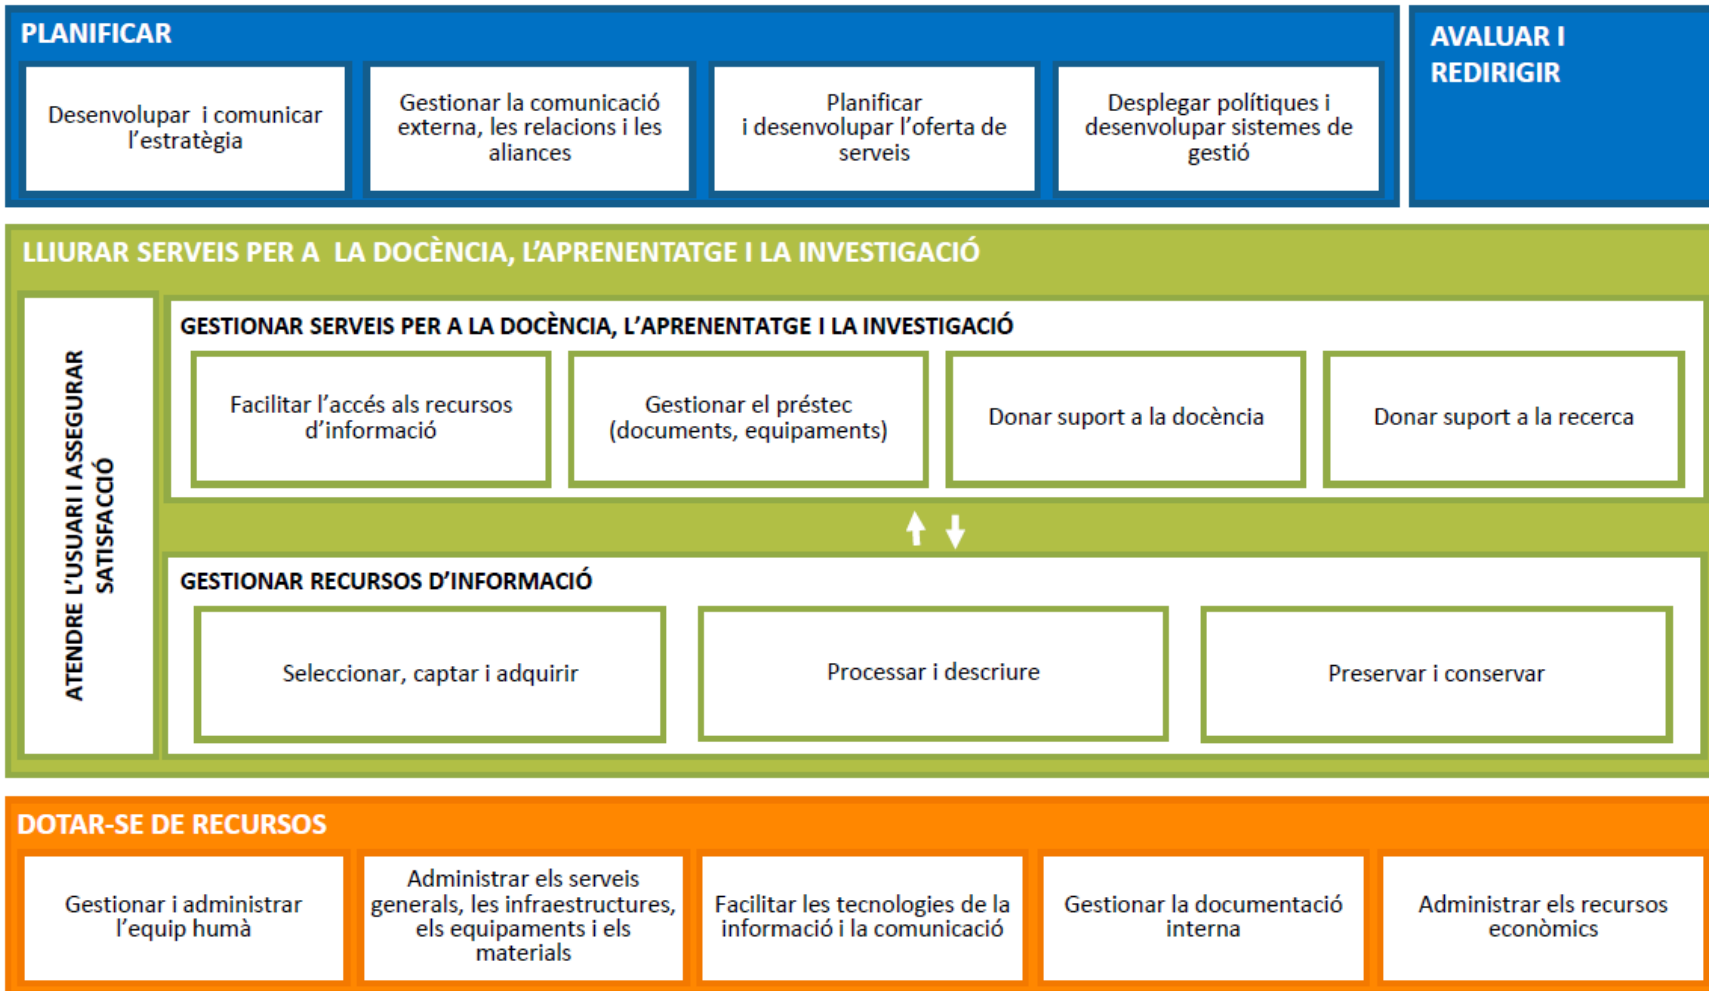 PLANIFICAR
Desenvolupar i comunicar
l'estratègia
Gestionar la comunicació
externa, les relacions i les
aliances
Planificar
i desenvolupar l'oferta de
serveis
Desplegar polítiques i
desenvolupar sistemes de
gestió
AVALUAR I
REDIRIGIR
LLIURAR SERVEIS PER A LA DOCÈNCIA, L'APRENENTATGE I LA INVESTIGACIÓ
ATENDRE L'USUARI I ASSEGURAR
SATISFACCIÓ
GESTIONAR SERVEIS PER A LA DOCÈNCIA, L'APRENENTATGE I LA INVESTIGACIÓ
Facilitar l'accés als recursos
d'informació
Gestionar el préstec
(documents, equipaments)
Donar suport a la docència
Donar suport a la recerca
GESTIONAR RECURSOS D'INFORMACIÓ
Seleccionar, captar i adquirir
Processar i descriure
Preservar i conservar
DOTAR-SE DE RECURSOS
Gestionar i administrar
l'equip humà
Administrar els serveis
generals, les infraestructures,
els equipaments i els
materials
Facilitar les tecnologies de la
informació i la comunicació
Gestionar la documentació
interna
Administrar els recursos
econòmics